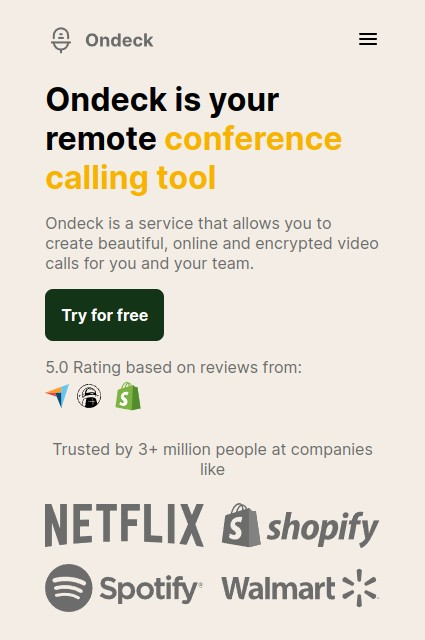 Ondeck
Ondeck is your
remote conference
calling tool
Ondeck is a service that allows you to
create beautiful, online and encrypted video
calls for you and your team.
Try for free
5.0 Rating based on reviews from:
Trusted by 3+ million people at companies
like
NETFLIX shopify
Spotify® Walmart